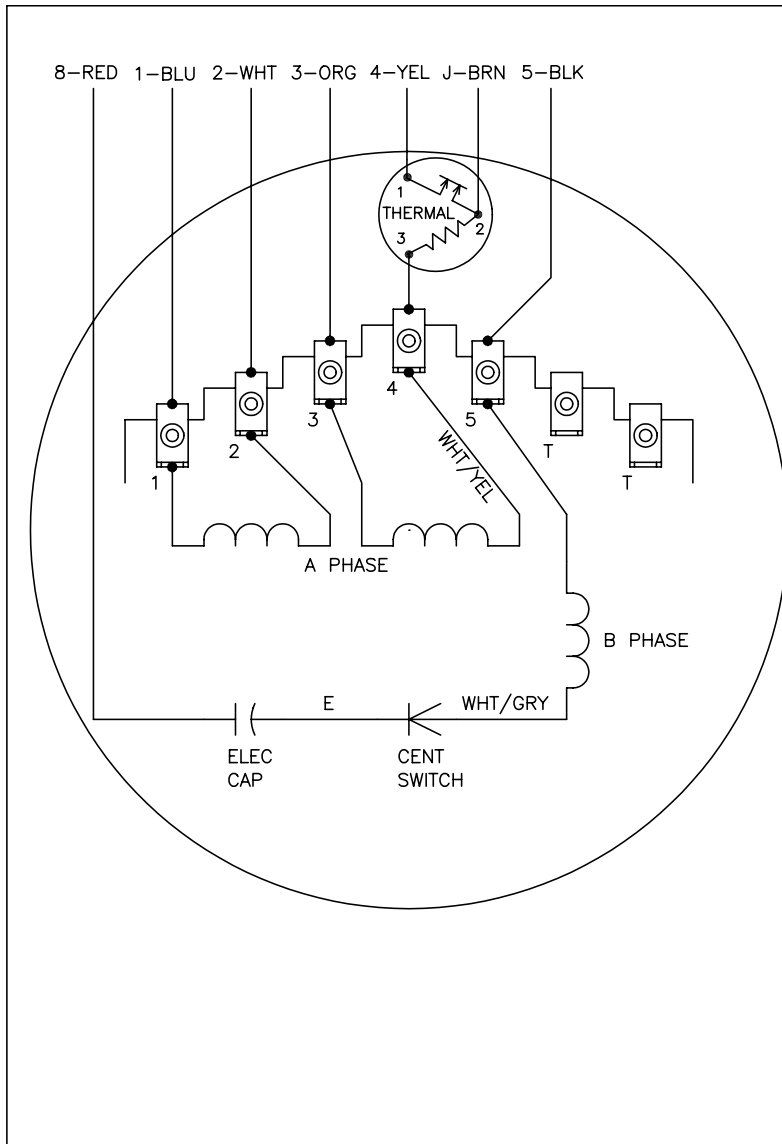 8-RED 1-BLU 2-WHT 3-ORG 4-YEL J-BRN 5-BLK
1
THERMAL
2
3
4
3
5
2
WHT/YEL
1
T
T
A PHASE
B PHASE
E
WHT/GRY
ELEC
CAP
CENT
SWITCH